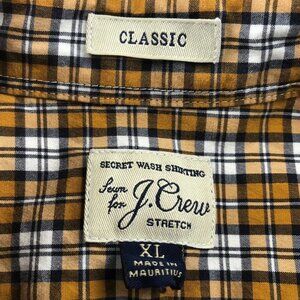 CLASSIC
SECRET WASH SHIRTING
Sewn
for J.Crew
STRETCH
XL
MADE IN
MAURITIUS